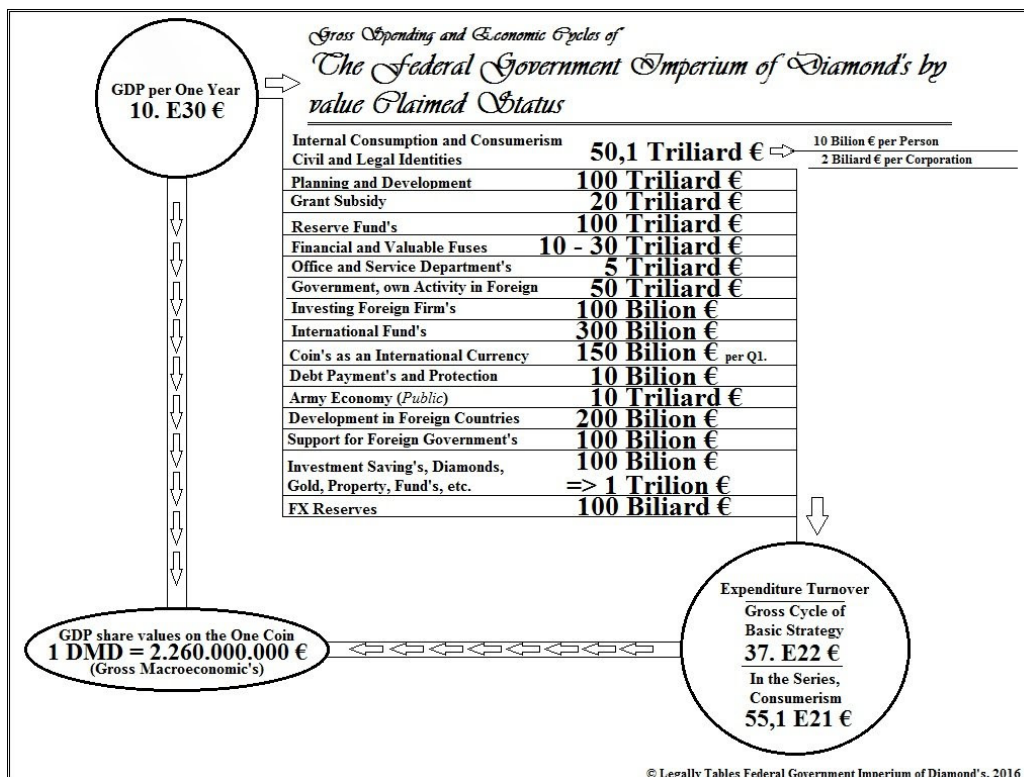 Gross Spending and Economic Cycles of
The Federal Government Imperium of Diamond's by
value Claimed Status
GDP per One Year
10. E30 €
Internal Consumption and Consumerism
Civil and Legal Identities
50,1 Triliard €
10 Bilion € per Person
2 Biliard € per Corporation
Planning and Development 100 Triliard €
Grant Subsidy 20 Triliard €
Reserve Fund's 100 Triliard €
Financial and Valuable Fuses 10 - 30 Triliard €
Office and Service Department's 5 Triliard €
Government, own Activity in Foreign 50 Triliard €
Investing Foreign Firm's 100 Bilion €
International Fund's 300 Bilion €
Coin's as an International Currency 150 Bilion € per Q1.
Debt Payment's and Protection 10 Bilion €
Army Economy (Public) 10 Triliard €
Development in Foreign Countries 200 Bilion €
Support for Foreign Government's 100 Bilion €
Investment Saving's, Diamonds, 100 Bilion €
Gold, Property, Fund's, etc. => 1 Trilion €
FX Reserves 100 Biliard €
Expenditure Turnover
Gross Cycle of
Basic Strategy
37. E22 €
In the Series,
Consumerism
55,1 E21 €
GDP share values on the One Coin
1 DMD = 2.260.000.000 €
(Gross Macroeconomic's)
© Legally Tables Federal Government Imperium of Diamond's, 2016